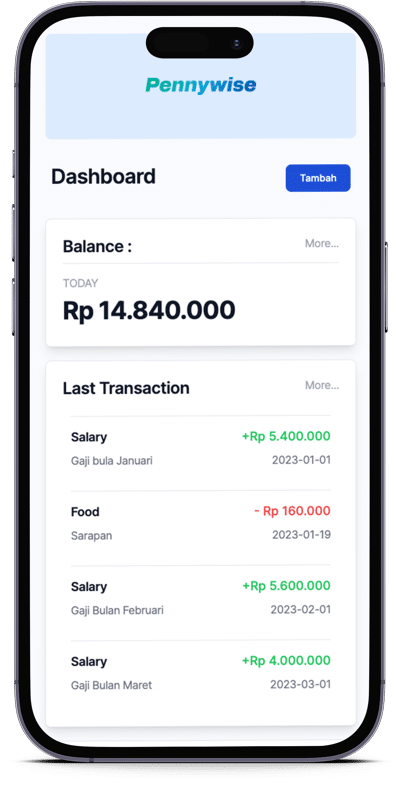 Pennywise
Dashboard
Tambah
Balance :
More...
TODAY
Rp 14.840.000
Last Transaction
More...
Salary
+Rp 5.400.000
Gaji bula Januari
2023-01-01
Food
- Rp 160.000
Sarapan
2023-01-19
Salary
+Rp 5.600.000
Gaji Bulan Februari
2023-02-01
Salary
+Rp 4.000.000
Gaji Bulan Maret
2023-03-01